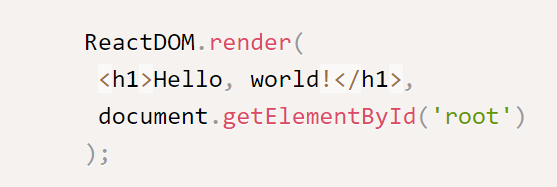 ReactDOM.render(
<h1>Hello, world!</h1>,
document.getElementById('root')
);